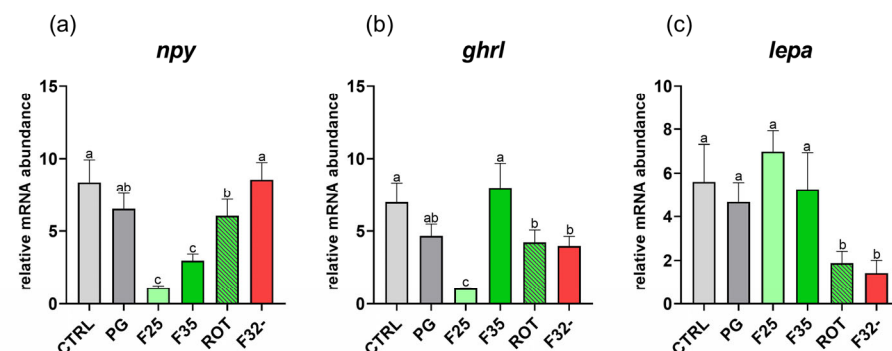 (a)
npy
relative mRNA abundance
15
10
5
0
a
ab
c
c
b
a
CTRL
PG
F25
F35
ROT
F32-
(b)
ghrl
relative mRNA abundance
15
10
5
0
a
ab
c
a
b
b
CTRL
PG
F25
F35
ROT
F32-
(c)
lepa
relative mRNA abundance
10
8
6
4
2
0
a
a
a
a
b
b
CTRL
PG
F25
F35
ROT
F32-